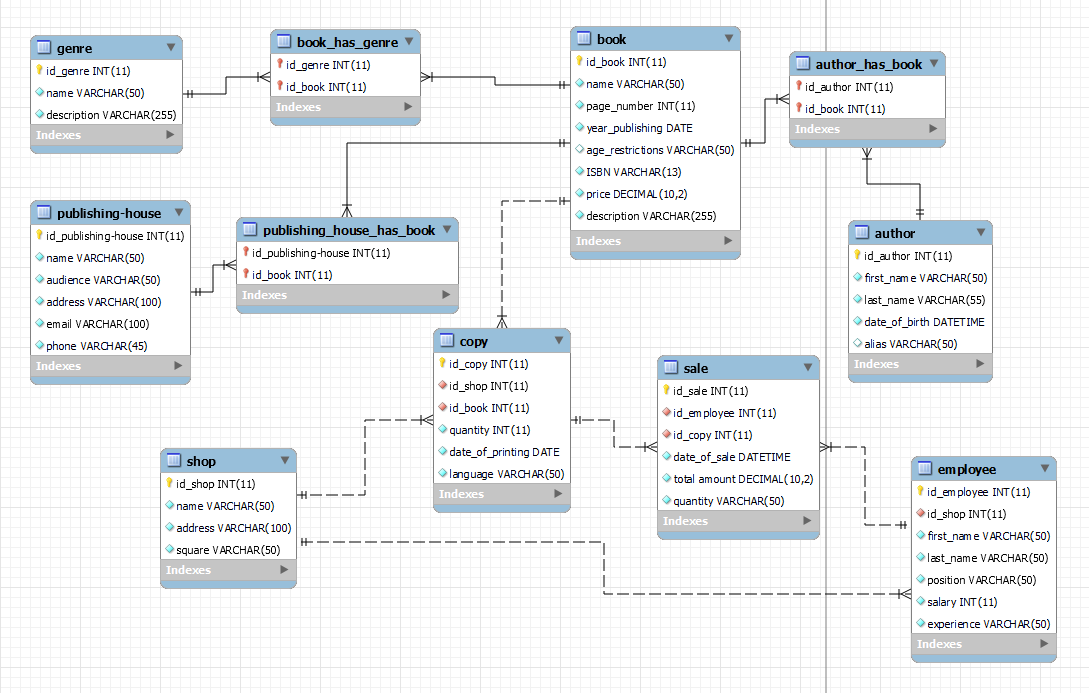 genre
id_genre INT(11)
name VARCHAR(50)
description VARCHAR(255)
Indexes
book_has_genre
id_genre INT(11)
id_book INT(11)
Indexes
book
id_book INT(11)
name VARCHAR(50)
page_number INT(11)
year_publishing DATE
age_restrictions VARCHAR(50)
ISBN VARCHAR(13)
price DECIMAL(10,2)
description VARCHAR(255)
Indexes
author_has_book
id_author INT(11)
id_book INT(11)
Indexes
publishing-house
id_publishing-house INT(11)
name VARCHAR(50)
audience VARCHAR(50)
address VARCHAR(100)
email VARCHAR(100)
phone VARCHAR(45)
Indexes
publishing_house_has_book
id_publishing-house INT(11)
id_book INT(11)
Indexes
author
id_author INT(11)
first_name VARCHAR(50)
last_name VARCHAR(55)
date_of_birth DATETIME
alias VARCHAR(50)
Indexes
copy
id_copy INT(11)
id_shop INT(11)
id_book INT(11)
quantity INT(11)
date_of_printing DATE
language VARCHAR(50)
Indexes
sale
id_sale INT(11)
id_employee INT(11)
id_copy INT(11)
date_of_sale DATETIME
total amount DECIMAL(10,2)
quantity VARCHAR(50)
Indexes
shop
id_shop INT(11)
name VARCHAR(50)
address VARCHAR(100)
square VARCHAR(50)
Indexes
employee
id_employee INT(11)
id_shop INT(11)
first_name VARCHAR(50)
last_name VARCHAR(50)
position VARCHAR(50)
salary INT(11)
experience VARCHAR(50)
Indexes